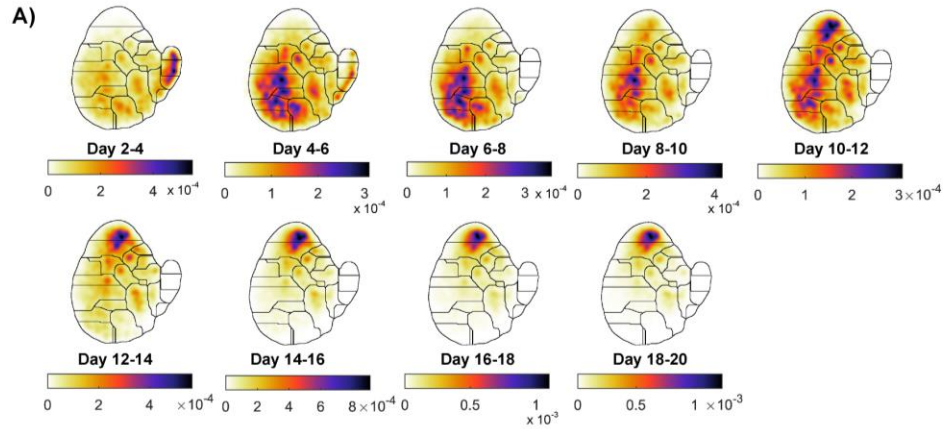 A)
Day 2-4 Day 4-6 Day 6-8 Day 8-10 Day 10-12
0 2 4 x 10⁻⁴ 0 1 2 3 x 10⁻⁴ 0 1 2 3 x 10⁻⁴ 0 2 4 x 10⁻⁴ 0 1 2 3 ×10⁻⁴
Day 12-14 Day 14-16 Day 16-18 Day 18-20
0 2 4 ×10⁻⁴ 0 2 4 6 8 ×10⁻⁴ 0 0.5 1 x 10⁻³ 0 0.5 1 ×10⁻³